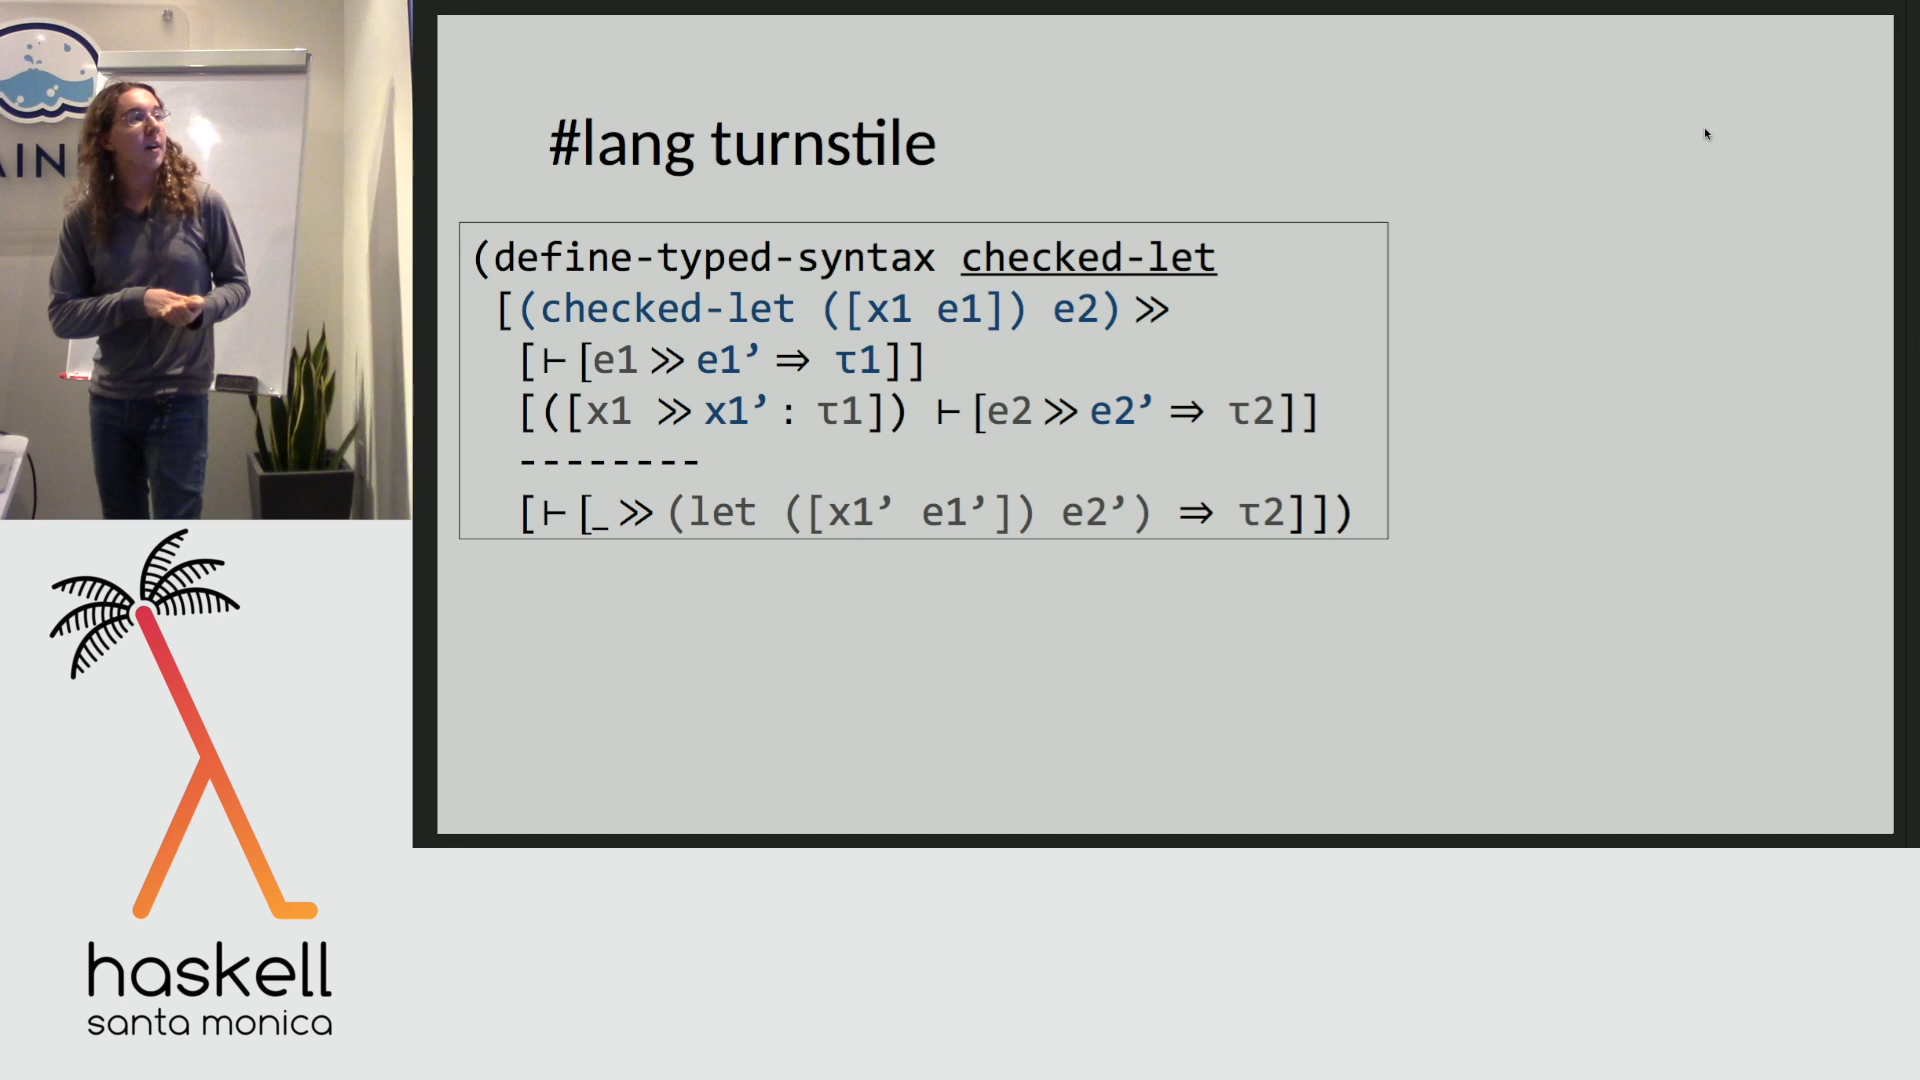 AIN
#lang turnstile
(define-typed-syntax checked-let
[(checked-let ([x1 e1]) e2) ≫
[⊢ [e1 ≫ e1’ ⇒ τ1]]
[([x1 ≫ x1’ : τ1]) ⊢ [e2 ≫ e2’ ⇒ τ2]]
--------
[⊢ [_ ≫ (let ([x1’ e1’]) e2’) ⇒ τ2]])
haskell
santa monica